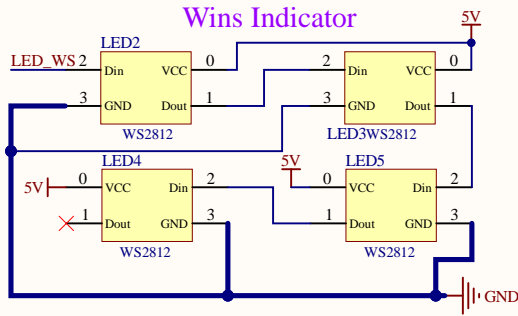 Wins Indicator
5V
LED2
LED_WS 2 Din VCC 0 2 Din VCC 0
3 GND Dout 1 3 GND Dout 1
WS2812 LED3WS2812
LED4 5V LED5
5V 0 VCC Din 2 0 VCC Din 2
1 Dout GND 3 1 Dout GND 3
WS2812 WS2812
GND